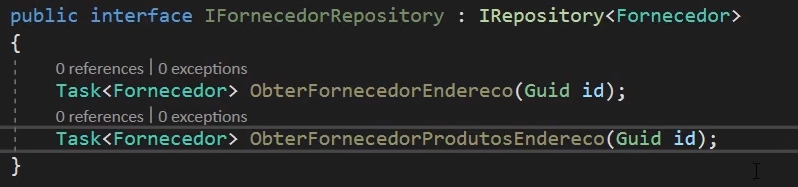 public interface IFornecedorRepository : IRepository<Fornecedor>
{
0 references | 0 exceptions
Task<Fornecedor> ObterFornecedorEndereco(Guid id);
0 references | 0 exceptions
Task<Fornecedor> ObterFornecedorProdutosEndereco(Guid id);
}